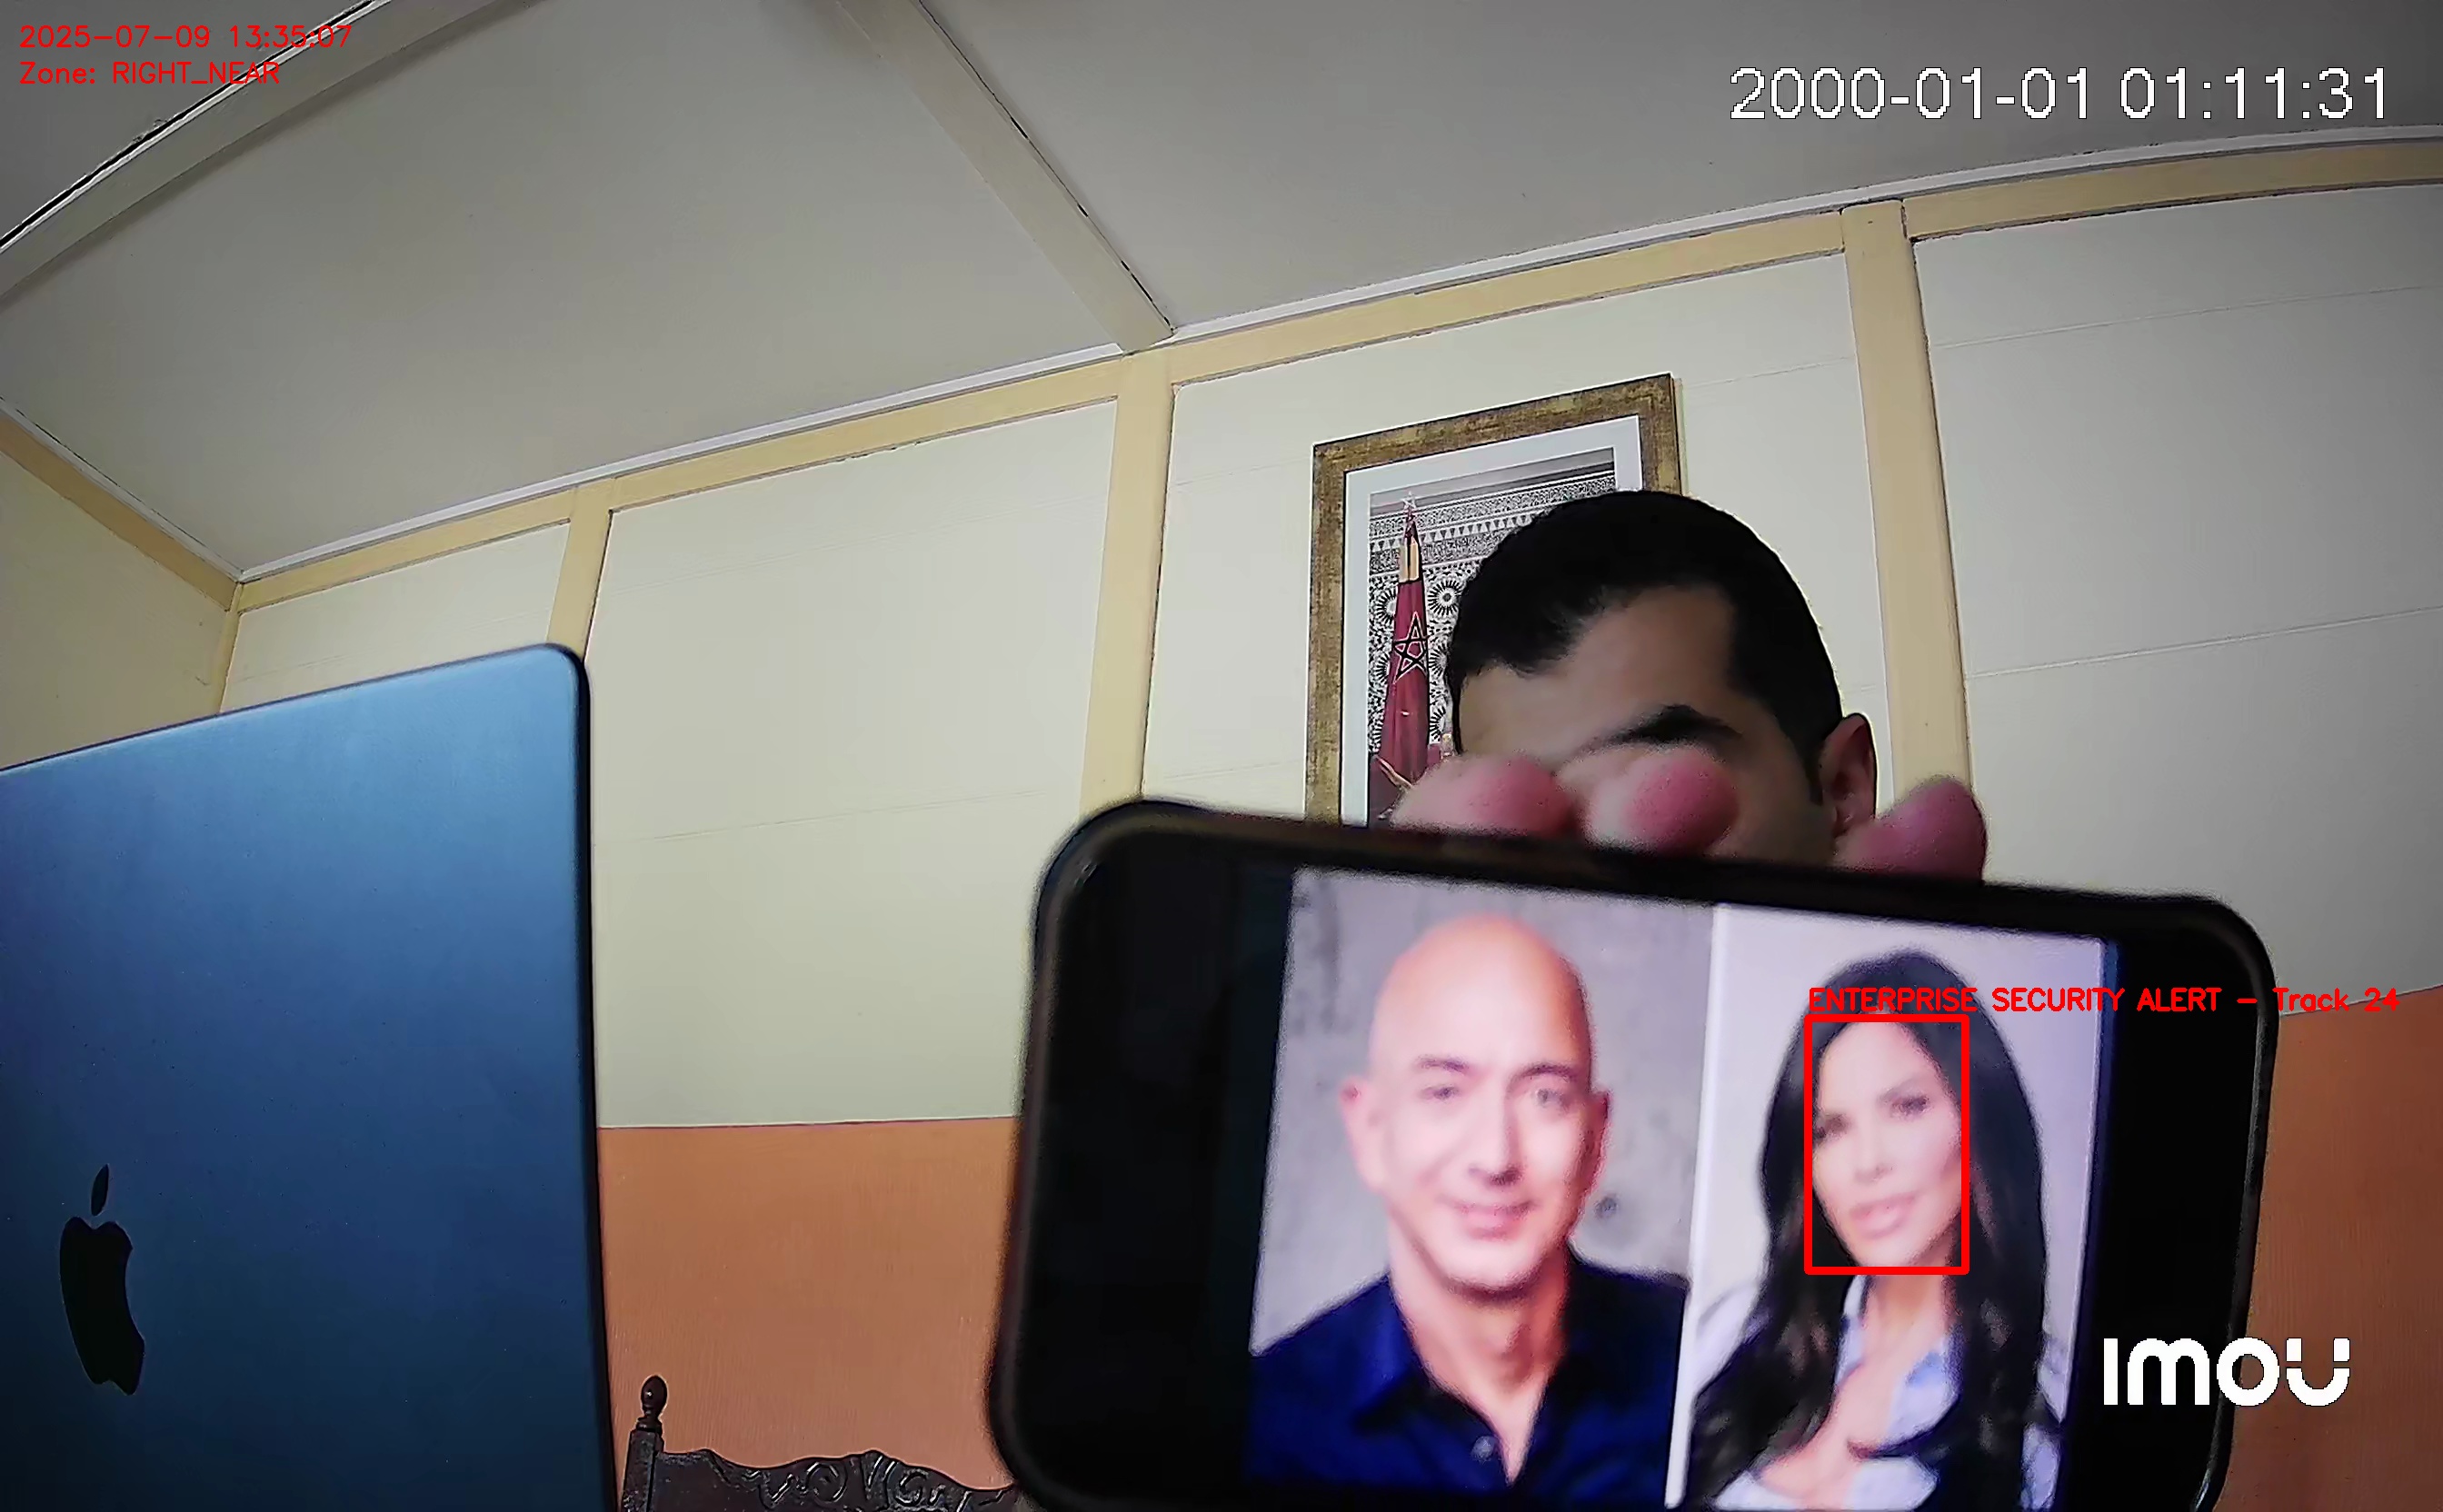 2025-07-09 13:35:07
Zone: RIGHT_NEAR
2000-01-01 01:11:31
ENTERPRISE SECURITY ALERT - Track 24
imou